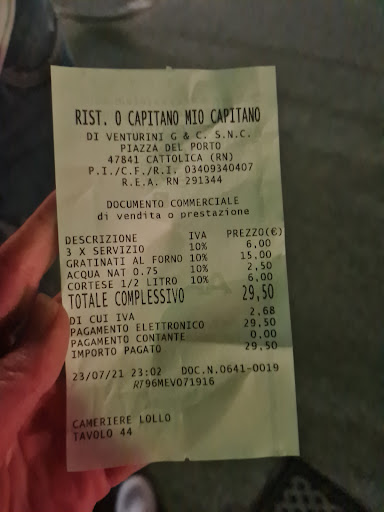 RIST. O CAPITANO MIO CAPITANO
DI VENTURINI G & C. S.N.C.
PIAZZA DEL PORTO
47841 CATTOLICA (RN)
P.I./C.F./R.I. 03409340407
R.E.A. RN 291344
DOCUMENTO COMMERCIALE
di vendita o prestazione
DESCRIZIONE IVA PREZZO(€)
3 X SERVIZIO 10% 6,00
GRATINATI AL FORNO 10% 15,00
ACQUA NAT 0.75 10% 2,50
CORTESE 1/2 LITRO 10% 6,00
TOTALE COMPLESSIVO 29,50
DI CUI IVA 2,68
PAGAMENTO ELETTRONICO 29,50
PAGAMENTO CONTANTE 0,00
IMPORTO PAGATO 29,50
23/07/21 23:02 DOC.N.0641-0019
RT96MEV071916
CAMERIERE LOLLO
TAVOLO 44